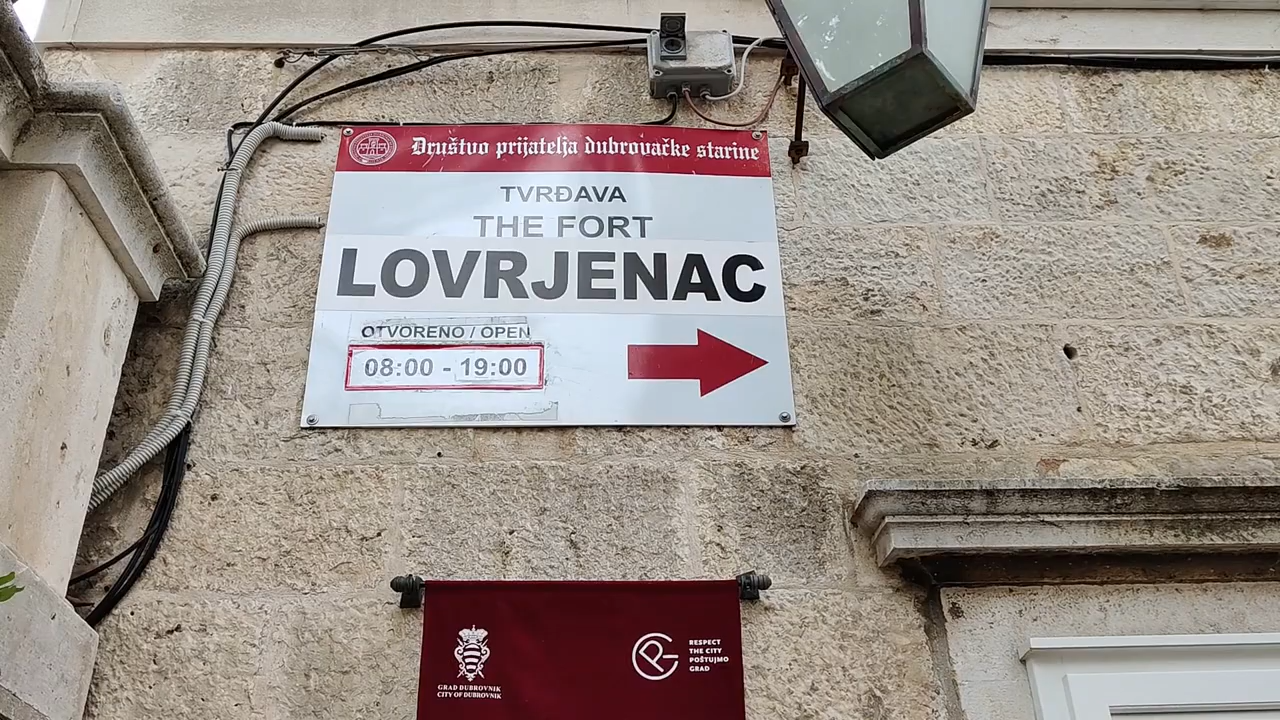 Društvo prijatelja dubrovačke starine
TVRĐAVA
THE FORT
LOVRJENAC
OTVORENO / OPEN
08:00 - 19:00
GRAD DUBROVNIK
CITY OF DUBROVNIK
RESPECT
THE CITY
POŠTUJMO
GRAD